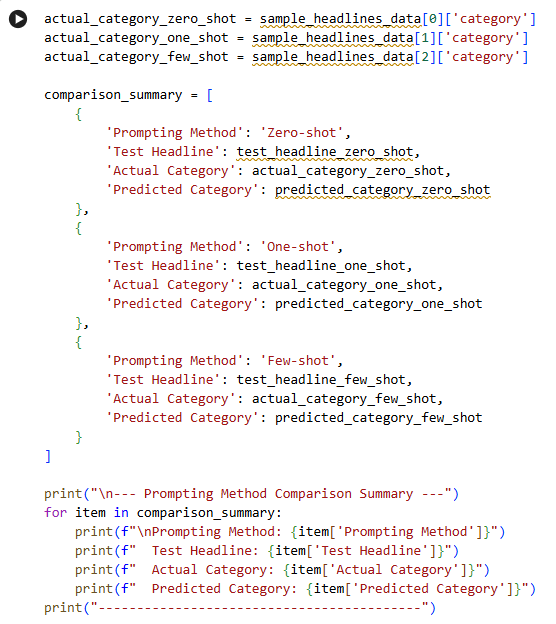 actual_category_zero_shot = sample_headlines_data[0]['category']
actual_category_one_shot = sample_headlines_data[1]['category']
actual_category_few_shot = sample_headlines_data[2]['category']

comparison_summary = [
    {
        'Prompting Method': 'Zero-shot',
        'Test Headline': test_headline_zero_shot,
        'Actual Category': actual_category_zero_shot,
        'Predicted Category': predicted_category_zero_shot
    },
    {
        'Prompting Method': 'One-shot',
        'Test Headline': test_headline_one_shot,
        'Actual Category': actual_category_one_shot,
        'Predicted Category': predicted_category_one_shot
    },
    {
        'Prompting Method': 'Few-shot',
        'Test Headline': test_headline_few_shot,
        'Actual Category': actual_category_few_shot,
        'Predicted Category': predicted_category_few_shot
    }
]

print("\n--- Prompting Method Comparison Summary ---")
for item in comparison_summary:
    print(f"\nPrompting Method: {item['Prompting Method']}")
    print(f"  Test Headline: {item['Test Headline']}")
    print(f"  Actual Category: {item['Actual Category']}")
    print(f"  Predicted Category: {item['Predicted Category']}")
print("------------------------------------------")